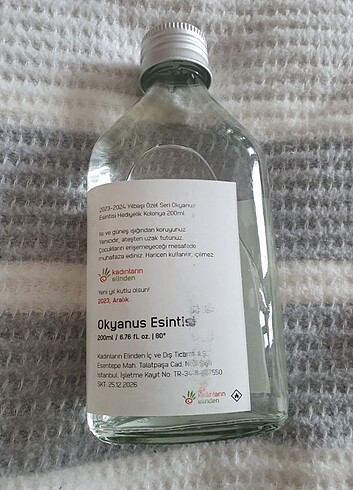 2023-2024 Yılbaşı Özel Seri Okyanus
Esintisi Hediyelik Kolonya 200ml
Isı ve güneş ışığından koruyunuz.
Yanıcıdır, ateşten uzak tutunuz.
Çocukların erişemeyeceği mesafede
muhafaza ediniz. Haricen kullanılır, içilmez.
kadınların
elinden
Yeni yıl kutlu olsun!
2023, Aralık
Okyanus Esintisi
200ml / 6.76 fl. oz. | 80°
Kadınların Elinden İç ve Dış Ticaret A.Ş.
Esentepe Mah. Talatpaşa Cad.
İstanbul. İşletme Kayıt No: TR-34-
SKT: 25.12.2026
kadınların
elinden